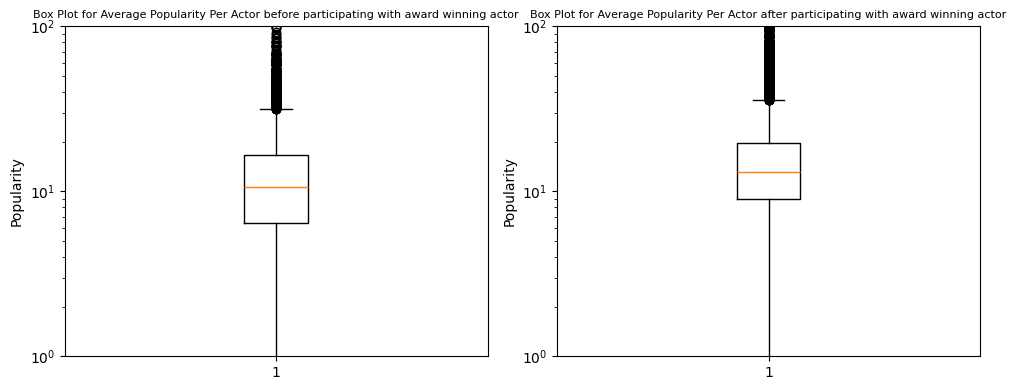 Box Plot for Average Popularity Per Actor before participating with award winning actor
10²
10¹
10⁰
Popularity
1
Box Plot for Average Popularity Per Actor after participating with award winning actor
10²
10¹
10⁰
Popularity
1